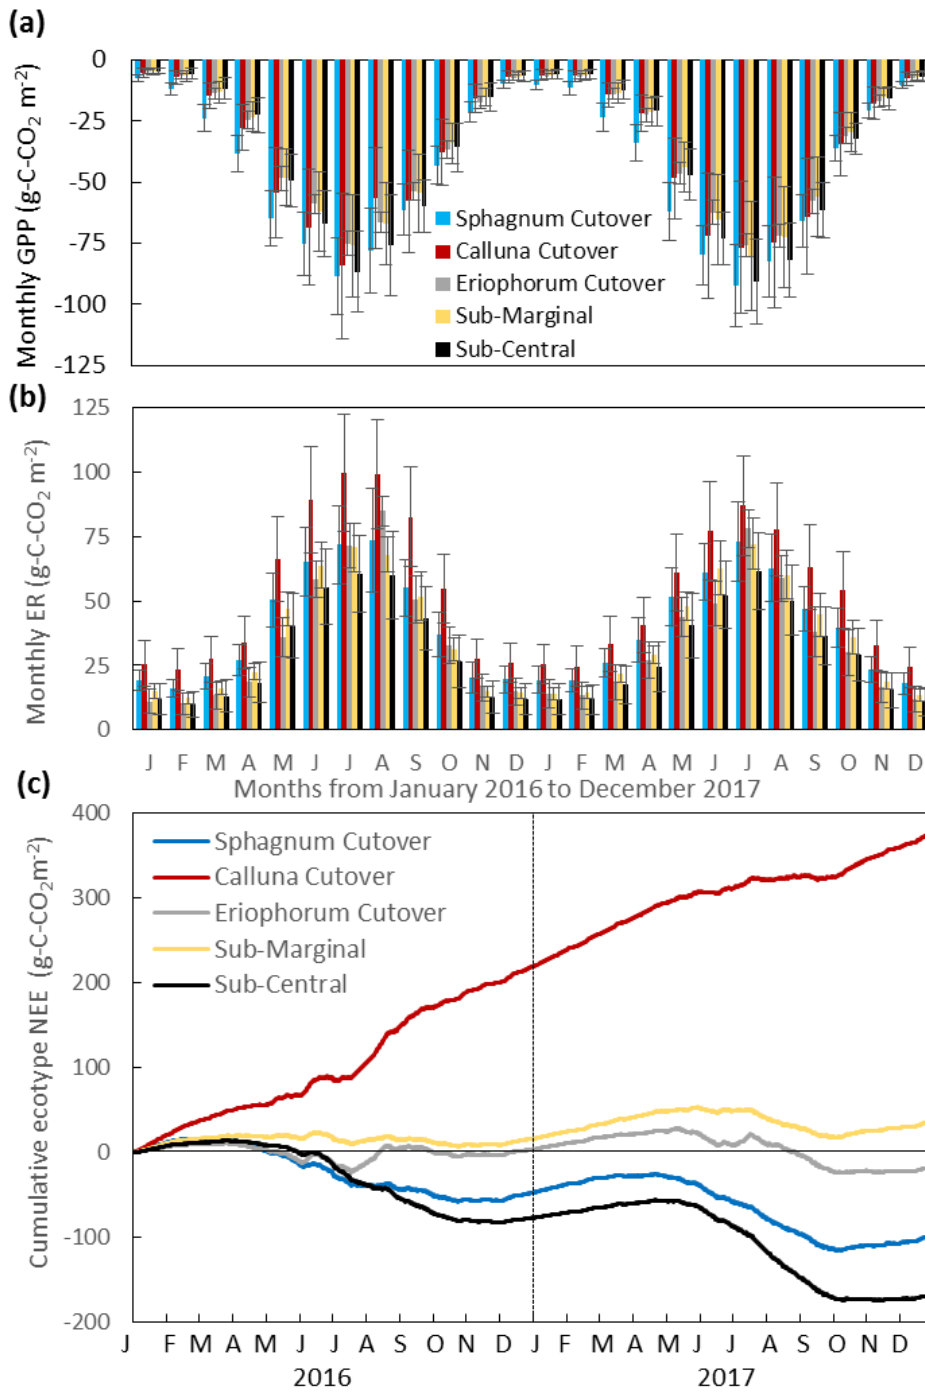 (a)
Monthly GPP (g-C-CO₂ m⁻²)
0
-25
-50
-75
-100
-125
Sphagnum Cutover
Calluna Cutover
Eriophorum Cutover
Sub-Marginal
Sub-Central
(b)
Monthly ER (g-C-CO₂ m⁻²)
125
100
75
50
25
0
J F M A M J J A S O N D J F M A M J J A S O N D
Months from January 2016 to December 2017
(c)
Cumulative ecotype NEE (g-C-CO₂m⁻²)
400
300
200
100
0
-100
-200
Sphagnum Cutover
Calluna Cutover
Eriophorum Cutover
Sub-Marginal
Sub-Central
J F M A M J J A S O N D J F M A M J J A S O N D
2016 2017